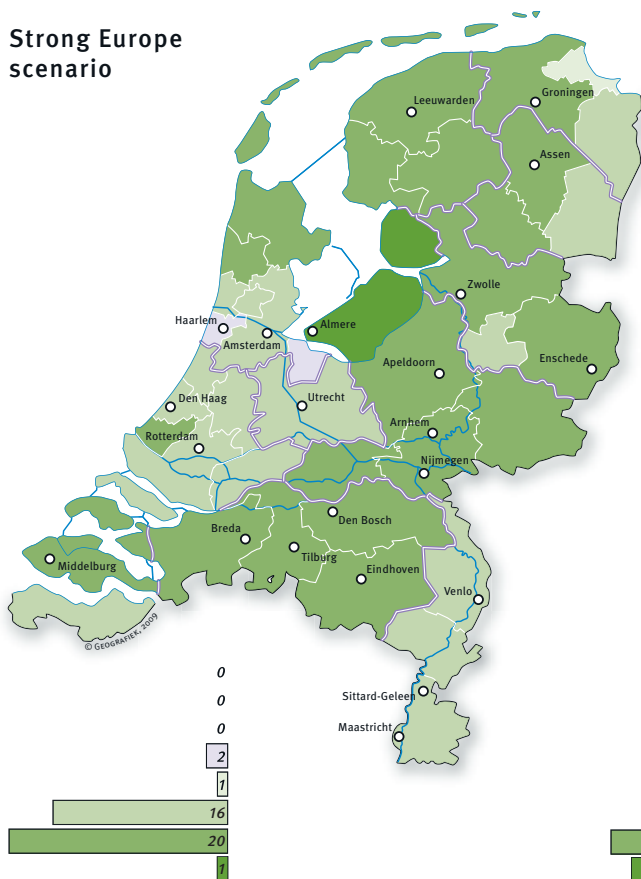 Strong Europe
scenario
Leeuwarden
Groningen
Assen
Zwolle
Haarlem
Amsterdam
Almere
Apeldoorn
Enschede
Den Haag
Utrecht
Arnhem
Rotterdam
Nijmegen
Den Bosch
Breda
Tilburg
Middelburg
Eindhoven
Venlo
© GEOGRAFIEK, 2009
Sittard-Geleen
Maastricht
0
0
0
2
1
16
20
1